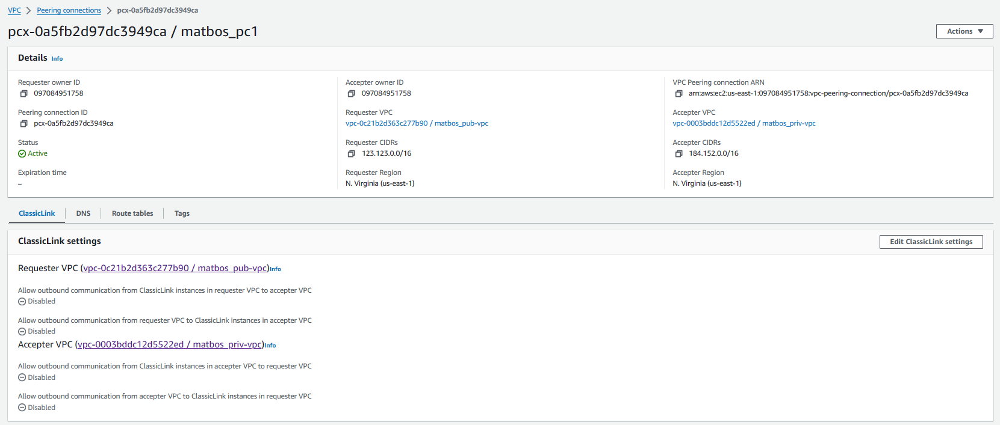 VPC > Peering connections > pcx-0a5fb2d97dc3949ca
pcx-0a5fb2d97dc3949ca / matbos_pc1
Actions
Details Info
Requester owner ID
097084951758
Accepter owner ID
097084951758
VPC Peering connection ARN
arn:aws:ec2:us-east-1:097084951758:vpc-peering-connection/pcx-0a5fb2d97dc3949ca
Peering connection ID
pcx-0a5fb2d97dc3949ca
Requester VPC
vpc-0c21b2d363c277b90 / matbos_pub-vpc
Accepter VPC
vpc-0003bddc12d5522ed / matbos_priv-vpc
Status
Active
Requester CIDRs
123.123.0.0/16
Accepter CIDRs
184.152.0.0/16
Expiration time
–
Requester Region
N. Virginia (us-east-1)
Accepter Region
N. Virginia (us-east-1)
ClassicLink DNS Route tables Tags
ClassicLink settings
Edit ClassicLink settings
Requester VPC (vpc-0c21b2d363c277b90 / matbos_pub-vpc)Info
Allow outbound communication from ClassicLink instances in requester VPC to accepter VPC
Disabled
Allow outbound communication from requester VPC to ClassicLink instances in accepter VPC
Disabled
Accepter VPC (vpc-0003bddc12d5522ed / matbos_priv-vpc)Info
Allow outbound communication from ClassicLink instances in accepter VPC to requester VPC
Disabled
Allow outbound communication from accepter VPC to ClassicLink instances in requester VPC
Disabled